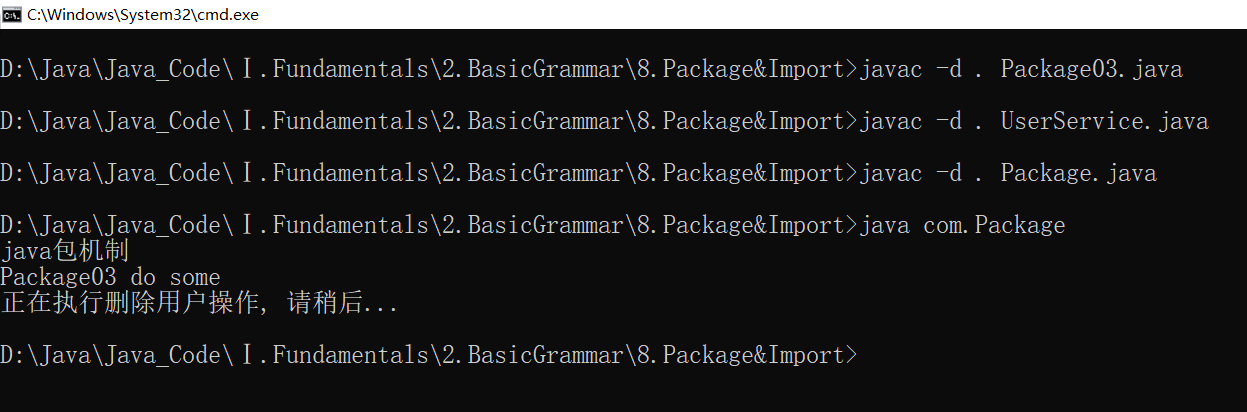 C:\Windows\System32\cmd.exe
D:\Java\Java_Code\Ⅰ.Fundamentals\2.BasicGrammar\8.Package&Import>javac -d . Package03.java
D:\Java\Java_Code\Ⅰ.Fundamentals\2.BasicGrammar\8.Package&Import>javac -d . UserService.java
D:\Java\Java_Code\Ⅰ.Fundamentals\2.BasicGrammar\8.Package&Import>javac -d . Package.java
D:\Java\Java_Code\Ⅰ.Fundamentals\2.BasicGrammar\8.Package&Import>java com.Package
java包机制
Package03 do some
正在执行删除用户操作, 请稍后...
D:\Java\Java_Code\Ⅰ.Fundamentals\2.BasicGrammar\8.Package&Import>